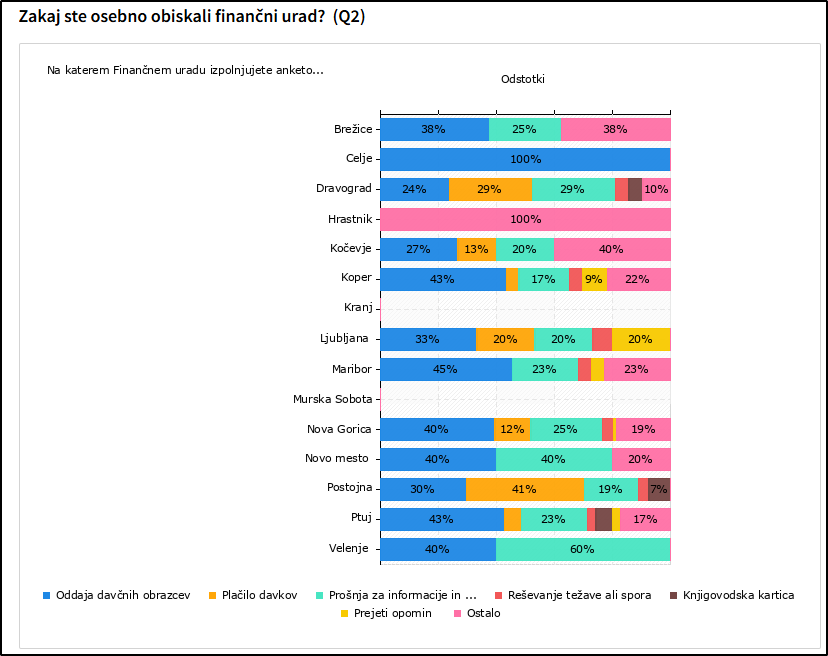 Zakaj ste osebno obiskali finančni urad? (Q2)
Na katerem Finančnem uradu izpolnjujete anketo...
Odstotki
Brežice 38% 25% 38%
Celje 100%
Dravograd 24% 29% 29% 10%
Hrastnik 100%
Kočevje 27% 13% 20% 40%
Koper 43% 17% 9% 22%
Kranj
Ljubljana 33% 20% 20% 20%
Maribor 45% 23% 23%
Murska Sobota
Nova Gorica 40% 12% 25% 19%
Novo mesto 40% 40% 20%
Postojna 30% 41% 19% 7%
Ptuj 43% 23% 17%
Velenje 40% 60%
Oddaja davčnih obrazcev Plačilo davkov Prošnja za informacije in ... Reševanje težave ali spora Knjigovodska kartica
Prejeti opomin Ostalo